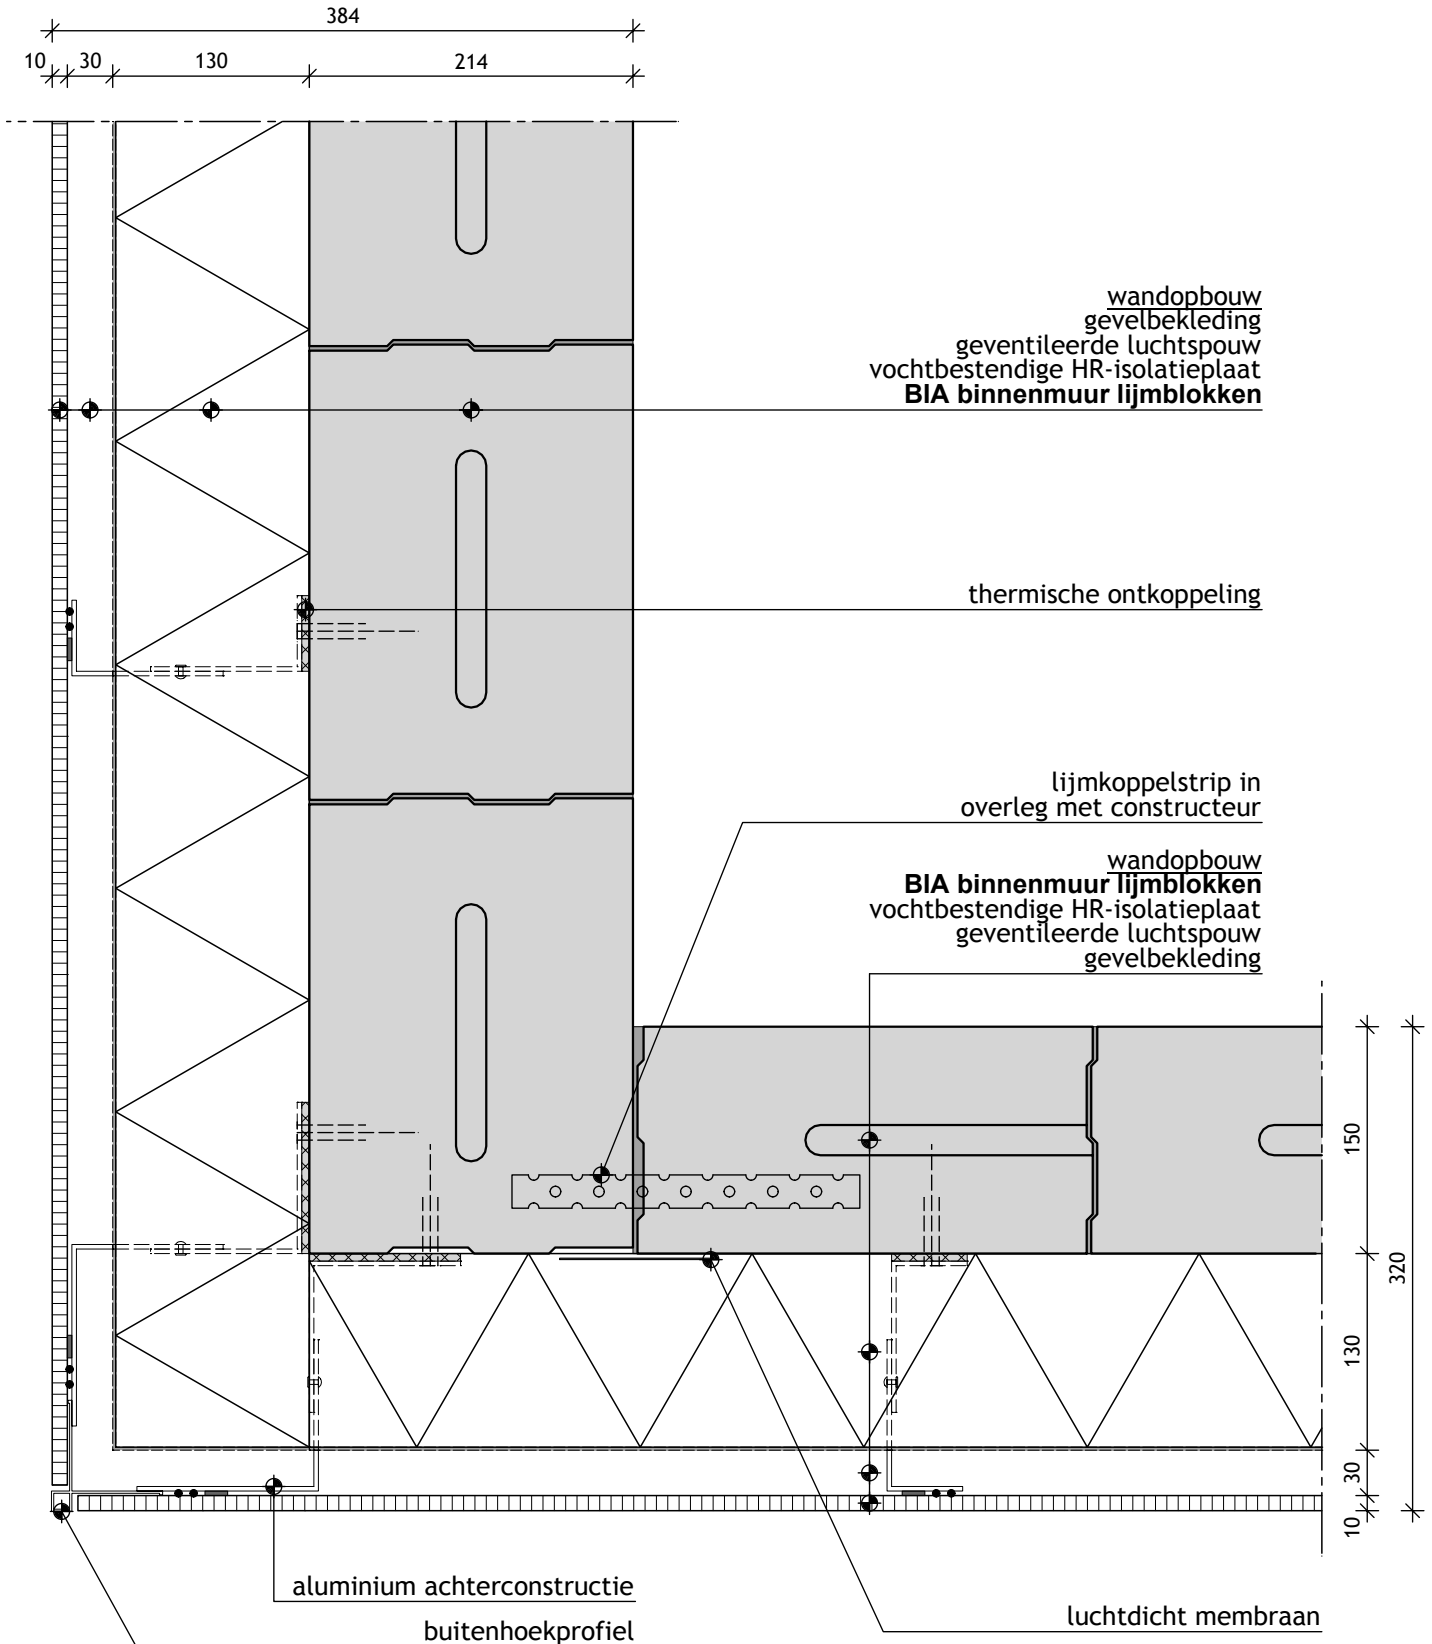 384
10 30 130 214
wandopbouw
gevelbekleding
geventileerde luchtspouw
vochtbestendige HR-isolatieplaat
BIA binnenmuur lijmblokken
thermische ontkoppeling
lijmkoppelstrip in
overleg met constructeur
wandopbouw
BIA binnenmuur lijmblokken
vochtbestendige HR-isolatieplaat
geventileerde luchtspouw
gevelbekleding
150
320
130
30
10
aluminium achterconstructie
buitenhoekprofiel
luchtdicht membraan